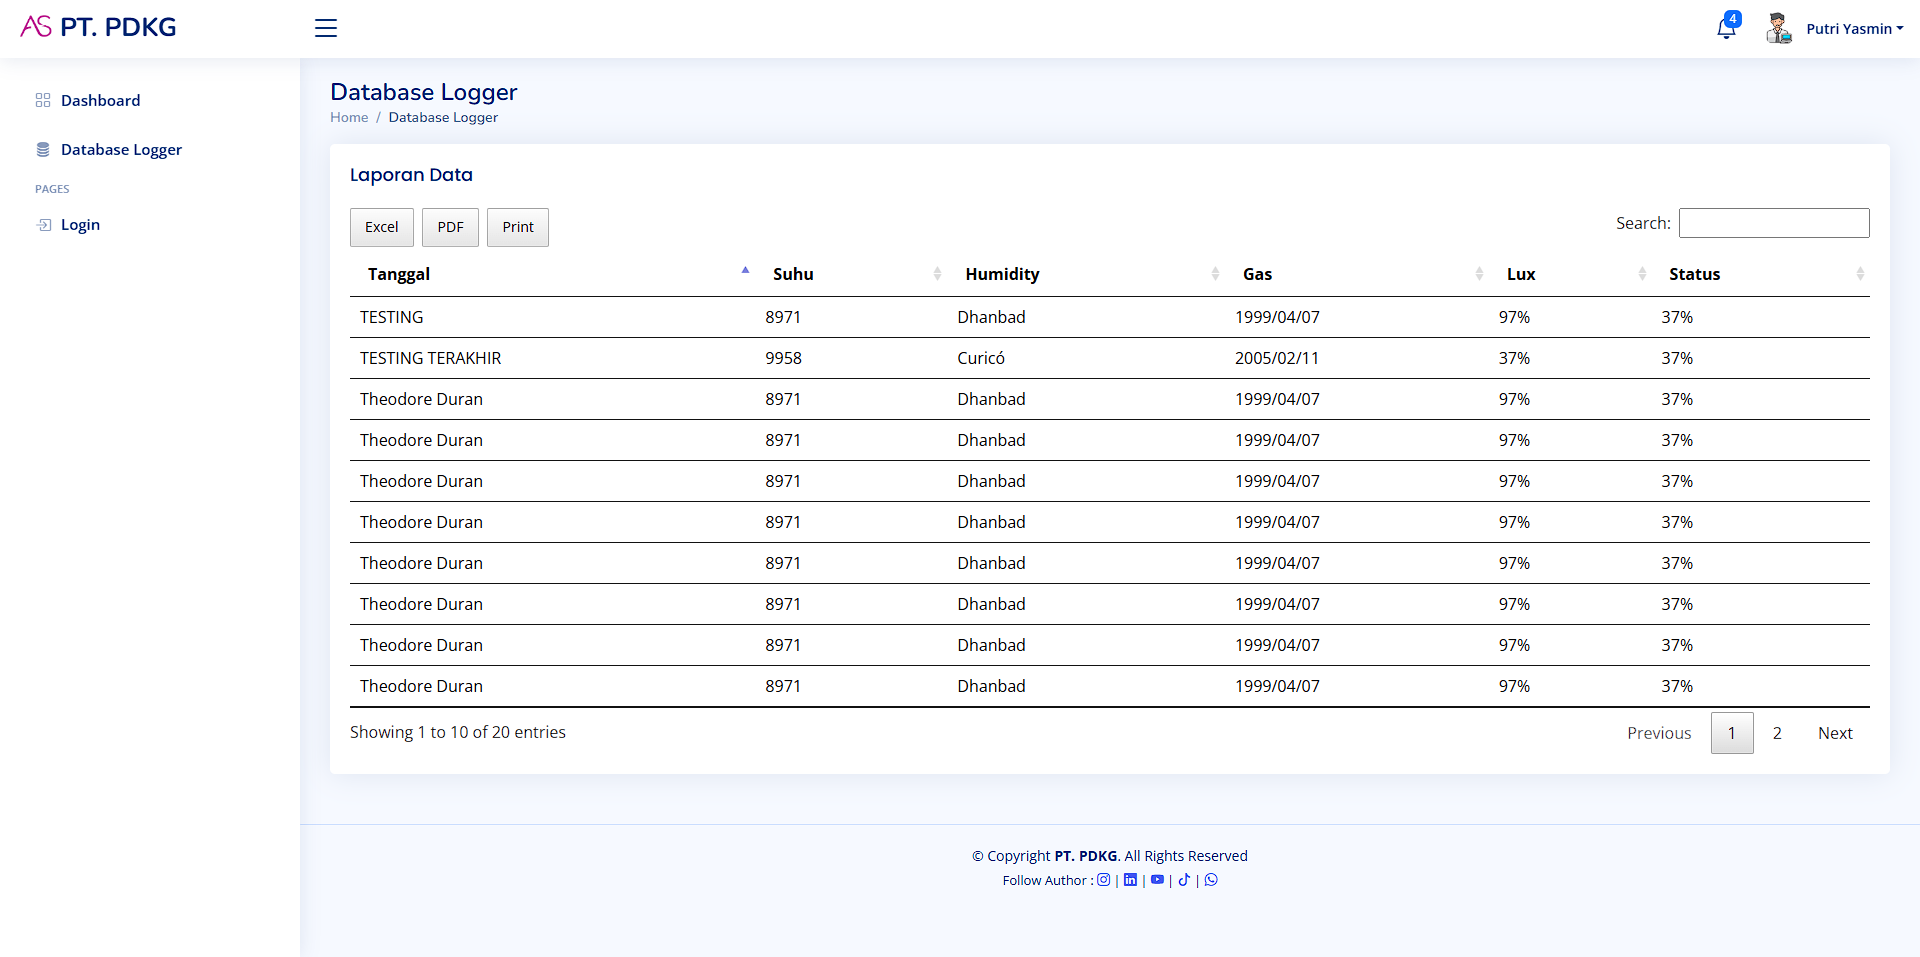 AS PT. PDKG
4
Putri Yasmin
Dashboard
Database Logger
PAGES
Login
Database Logger
Home / Database Logger
Laporan Data
Excel PDF Print
Search:
Tanggal Suhu Humidity Gas Lux Status
TESTING 8971 Dhanbad 1999/04/07 97% 37%
TESTING TERAKHIR 9958 Curicó 2005/02/11 37% 37%
Theodore Duran 8971 Dhanbad 1999/04/07 97% 37%
Theodore Duran 8971 Dhanbad 1999/04/07 97% 37%
Theodore Duran 8971 Dhanbad 1999/04/07 97% 37%
Theodore Duran 8971 Dhanbad 1999/04/07 97% 37%
Theodore Duran 8971 Dhanbad 1999/04/07 97% 37%
Theodore Duran 8971 Dhanbad 1999/04/07 97% 37%
Theodore Duran 8971 Dhanbad 1999/04/07 97% 37%
Theodore Duran 8971 Dhanbad 1999/04/07 97% 37%
Showing 1 to 10 of 20 entries
Previous 1 2 Next
© Copyright PT. PDKG. All Rights Reserved
Follow Author : | | | |